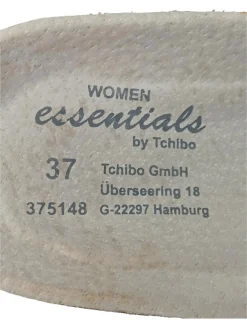 WOMEN
essentials
by Tchibo
37 Tchibo GmbH
Überseering 18
375148 G-22297 Hamburg